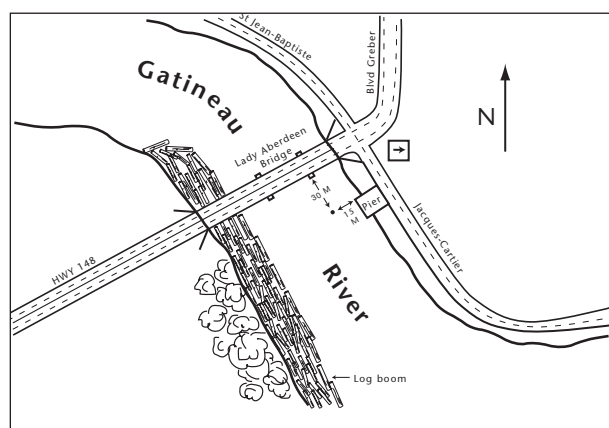 St Jean-Baptiste
Blvd Greber
Gatineau
N
Lady Aberdeen
Bridge
30 M
15
M
Pier
Jacques-Cartier
HWY 148
River
Log boom